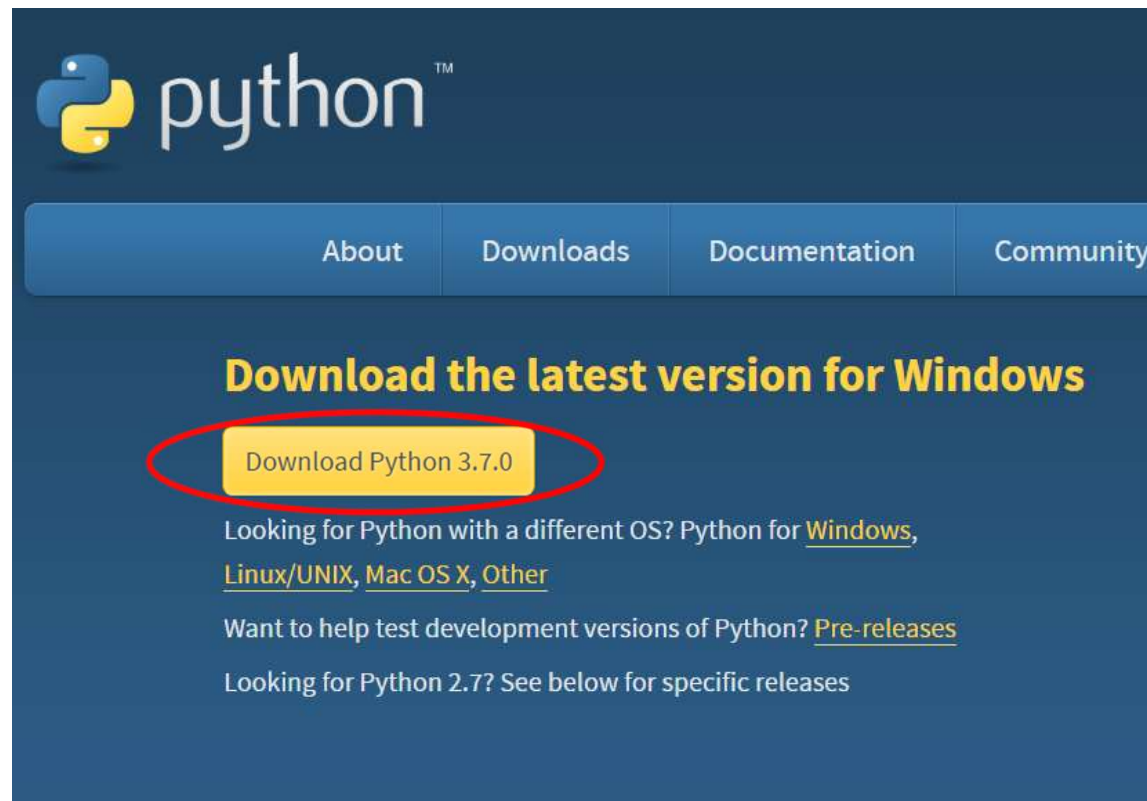 python™
About Downloads Documentation Community
Download the latest version for Windows
Download Python 3.7.0
Looking for Python with a different OS? Python for Windows,
Linux/UNIX, Mac OS X, Other
Want to help test development versions of Python? Pre-releases
Looking for Python 2.7? See below for specific releases